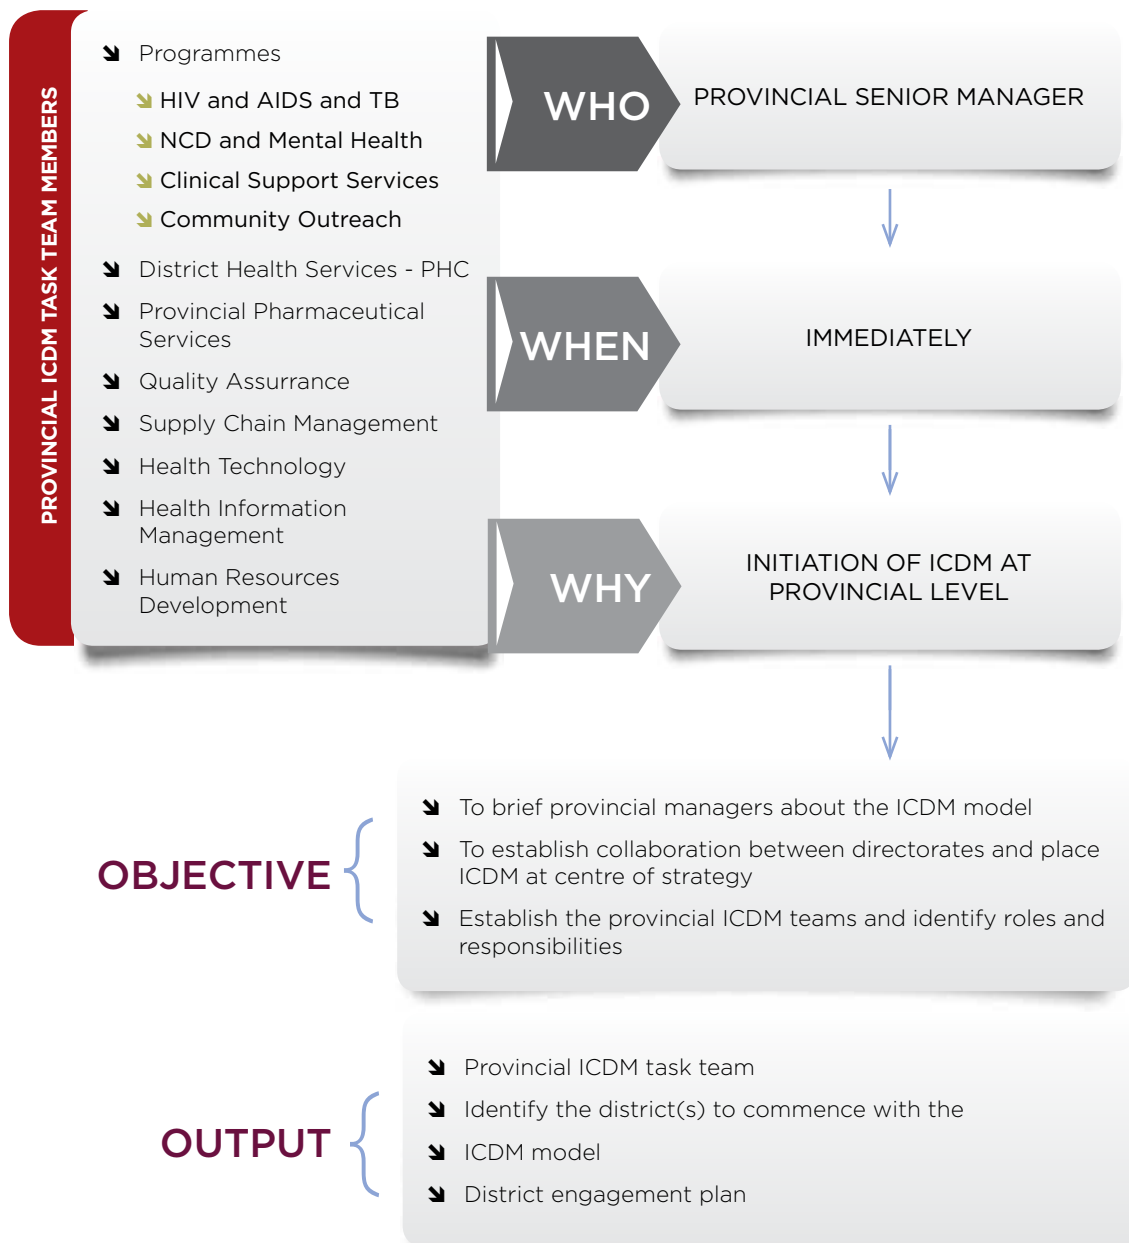 PROVINCIAL ICDM TASK TEAM MEMBERS
Programmes
HIV and AIDS and TB
NCD and Mental Health
Clinical Support Services
Community Outreach
District Health Services - PHC
Provincial Pharmaceutical
Services
Quality Assurrance
Supply Chain Management
Health Technology
Health Information
Management
Human Resources
Development
WHO
PROVINCIAL SENIOR MANAGER
WHEN
IMMEDIATELY
WHY
INITIATION OF ICDM AT
PROVINCIAL LEVEL
OBJECTIVE
To brief provincial managers about the ICDM model
To establish collaboration between directorates and place
ICDM at centre of strategy
Establish the provincial ICDM teams and identify roles and
responsibilities
OUTPUT
Provincial ICDM task team
Identify the district(s) to commence with the
ICDM model
District engagement plan